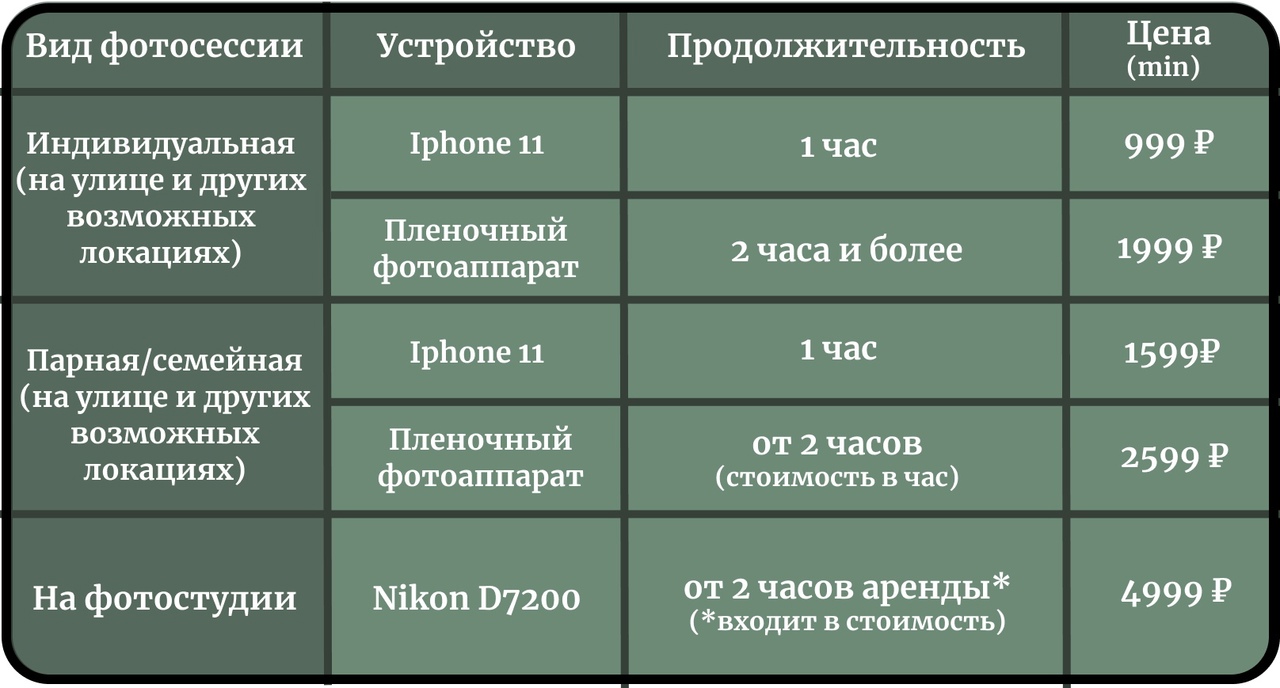 Вид фотосессии
Устройство
Продолжительность
Цена
(min)
Индивидуальная
(на улице и других
возможных
локациях)
Iphone 11
1 час
999 ₽
Пленочный
фотоаппарат
2 часа и более
1999 ₽
Парная/семейная
(на улице и других
возможных
локациях)
Iphone 11
1 час
1599₽
Пленочный
фотоаппарат
от 2 часов
(стоимость в час)
2599 ₽
На фотостудии
Nikon D7200
от 2 часов аренды*
(*входит в стоимость)
4999 ₽